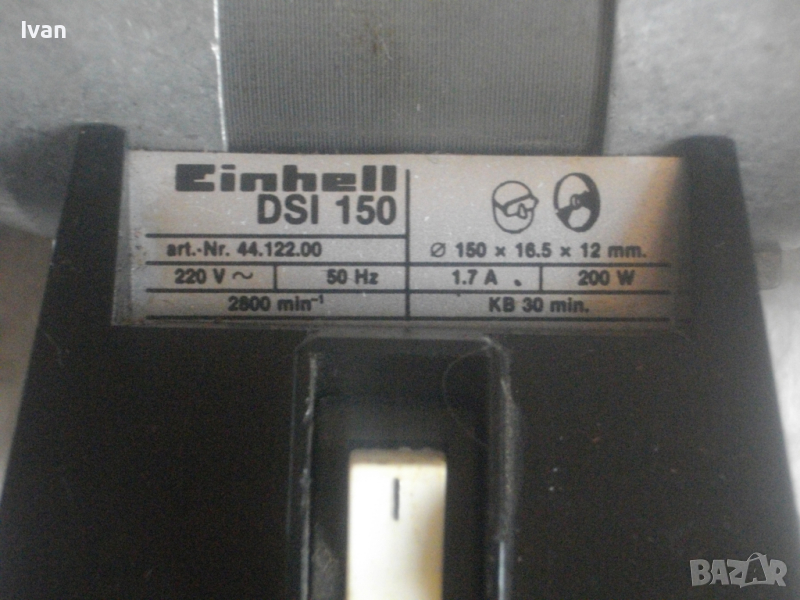 Ivan
Einhell
DSI 150
art.-Nr. 44.122.00
Ø 150 × 16.5 × 12 mm.
220 V ~ 50 Hz 1.7 A. 200 W
2800 min⁻¹ KB 30 min.
I
BAZAR